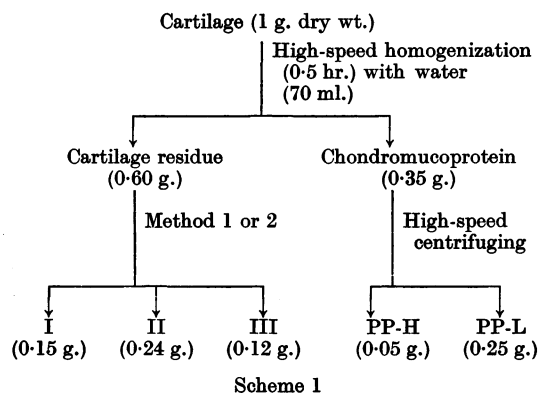 Cartilage (1 g. dry wt.)
High-speed homogenization
(0·5 hr.) with water
(70 ml.)
Cartilage residue
(0·60 g.)
Chondromucoprotein
(0·35 g.)
Method 1 or 2
High-speed
centrifuging
I II III PP-H PP-L
(0·15 g.) (0·24 g.) (0·12 g.) (0·05 g.) (0·25 g.)
Scheme 1